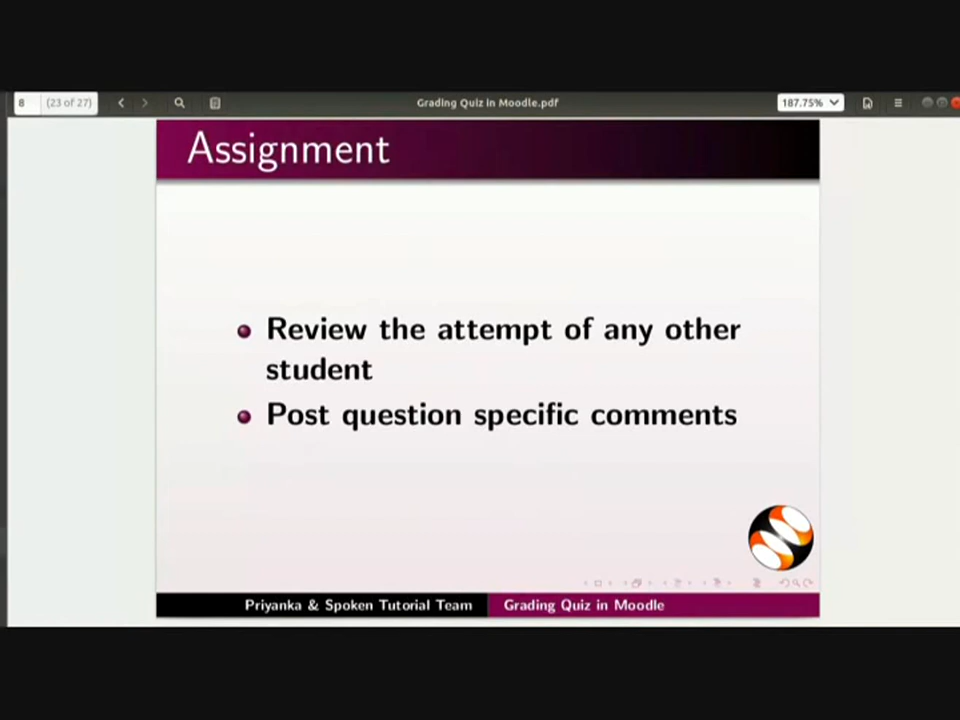 8 (23 of 27) Grading Quiz in Moodle.pdf 187.75%
Assignment
Review the attempt of any other
student
Post question specific comments
Priyanka & Spoken Tutorial Team Grading Quiz in Moodle